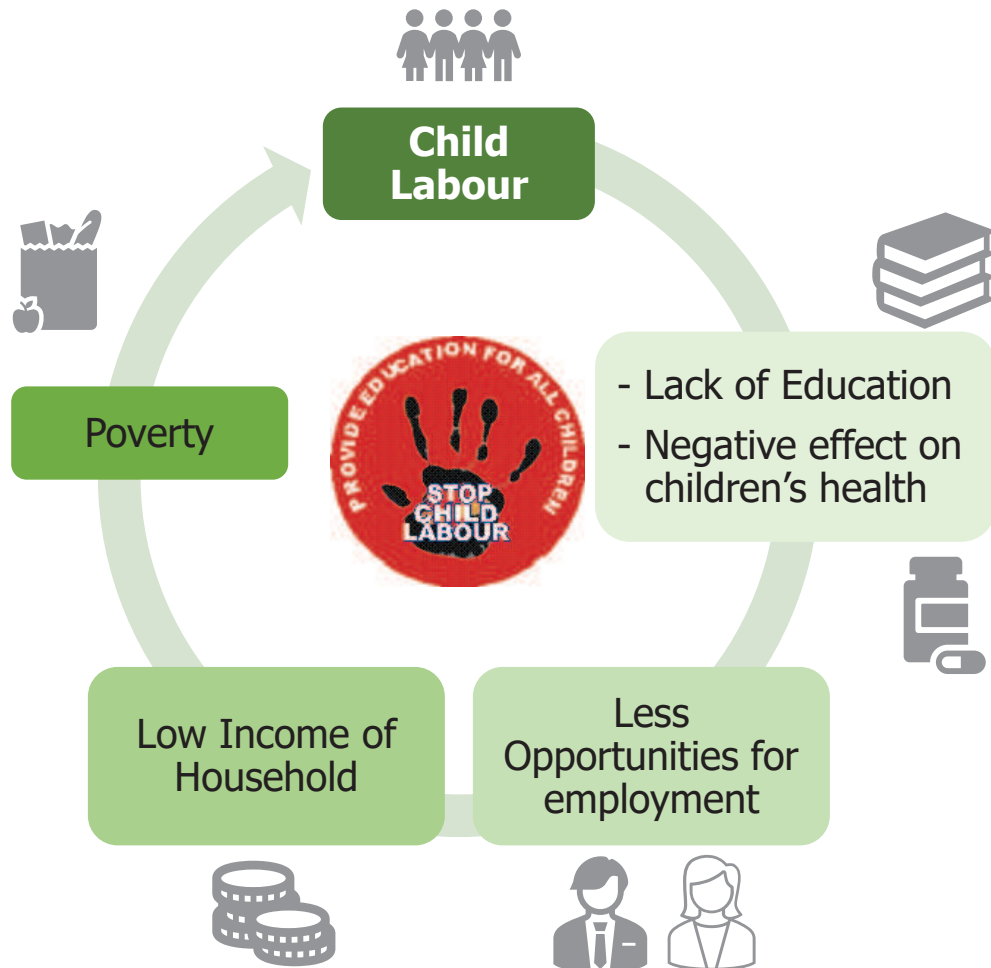 Child
Labour
- Lack of Education
- Negative effect on
children’s health
Less
Opportunities for
employment
Low Income of
Household
Poverty
PROVIDE EDUCATION FOR ALL CHILDREN
STOP
CHILD
LABOUR